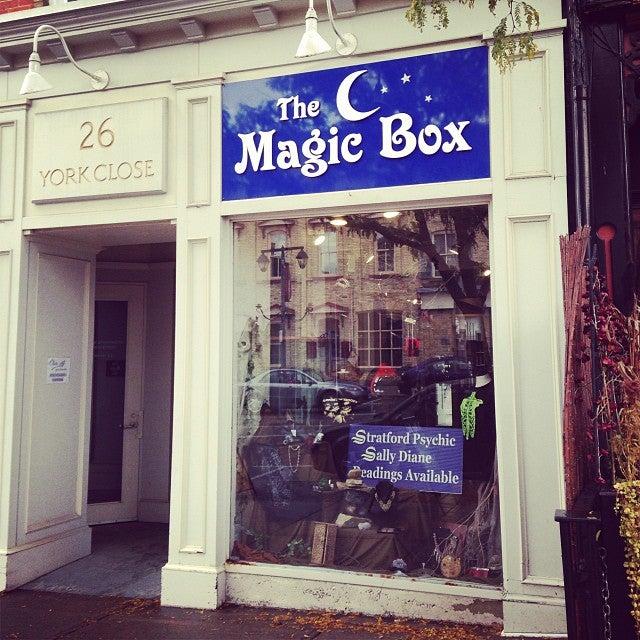 The
Magic Box
26
YORK CLOSE
Stratford Psychic
Sally Diane
Readings Available